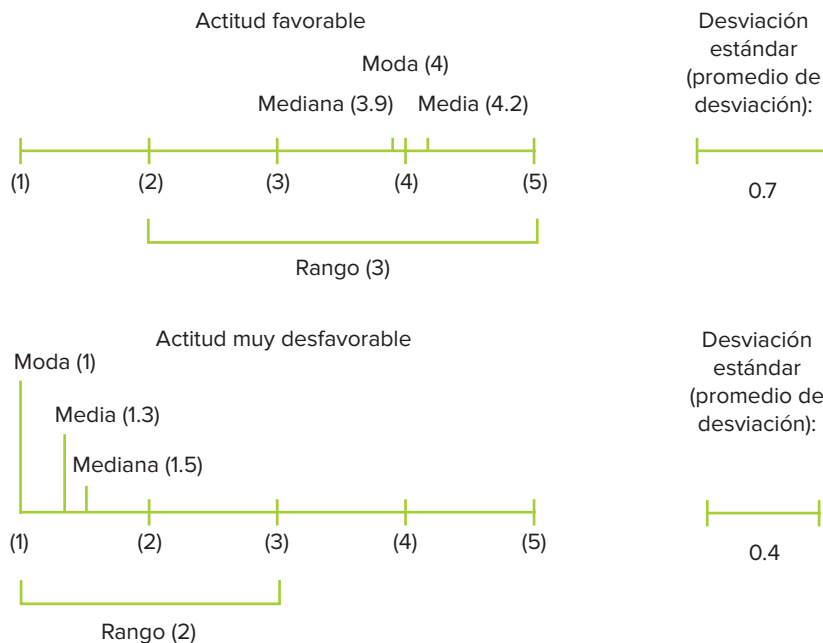 Actitud favorable
Moda (4)
Mediana (3.9) Media (4.2)
(1) (2) (3) (4) (5)
Rango (3)
Desviación
estándar
(promedio de
desviación):
0.7
Actitud muy desfavorable
Moda (1)
Media (1.3)
Mediana (1.5)
(1) (2) (3) (4) (5)
Rango (2)
Desviación
estándar
(promedio de
desviación):
0.4